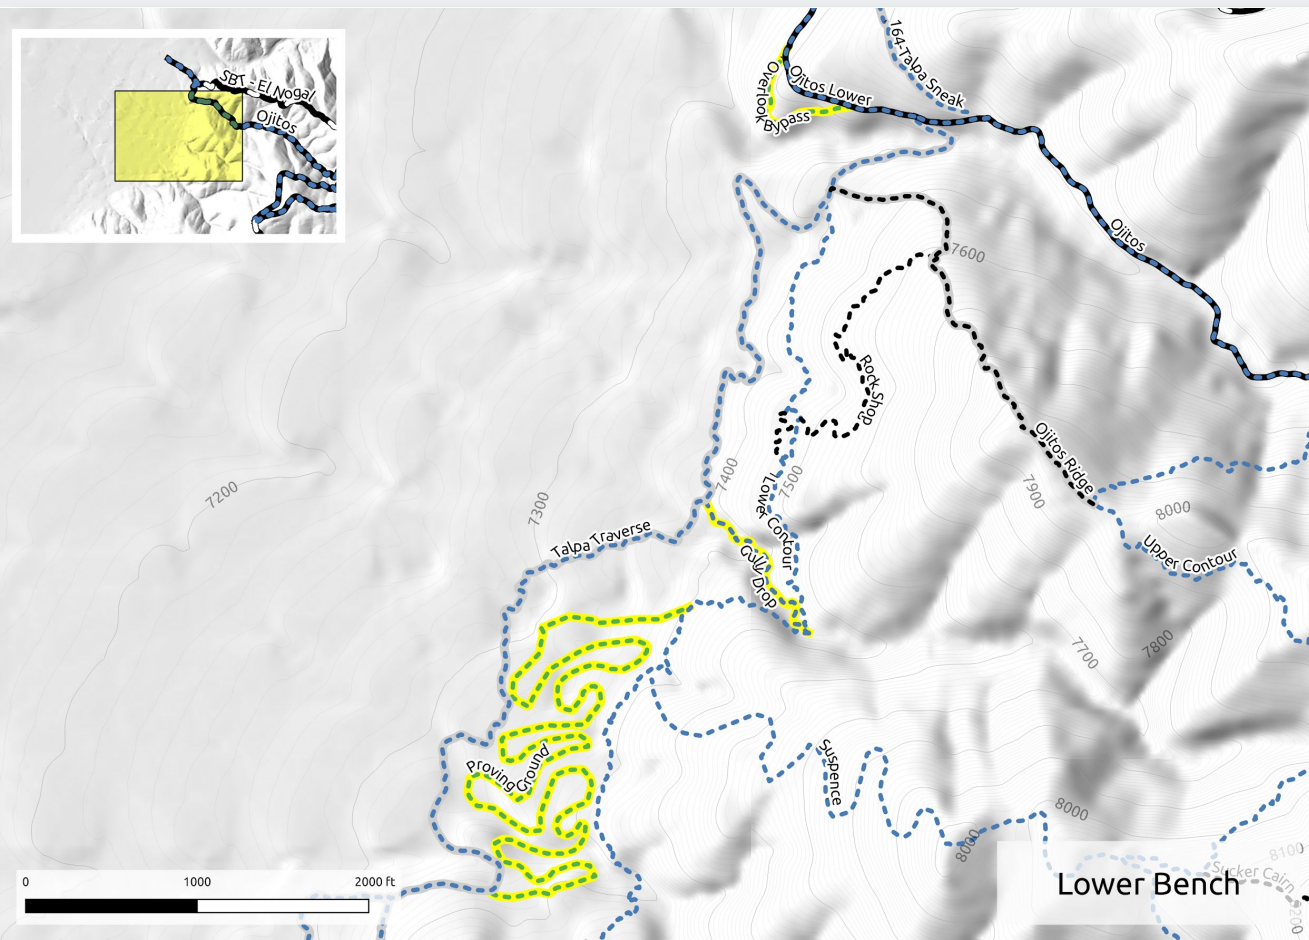 SBT - El Nogal
Ojitos
164-Talpa Sneak
Overlook Bypass
Ojitos Lower
Ojitos
7600
Rock Shop
Ojitos Ridge
7400
7500
7200
7300
7900
8000
Lower Contour
Talpa Traverse
Gully Drop
Upper Contour
7700
7800
Proving Ground
Suspence
8000
8000
8100
Sucker Cairn
8200
0 1000 2000 ft
Lower Bench